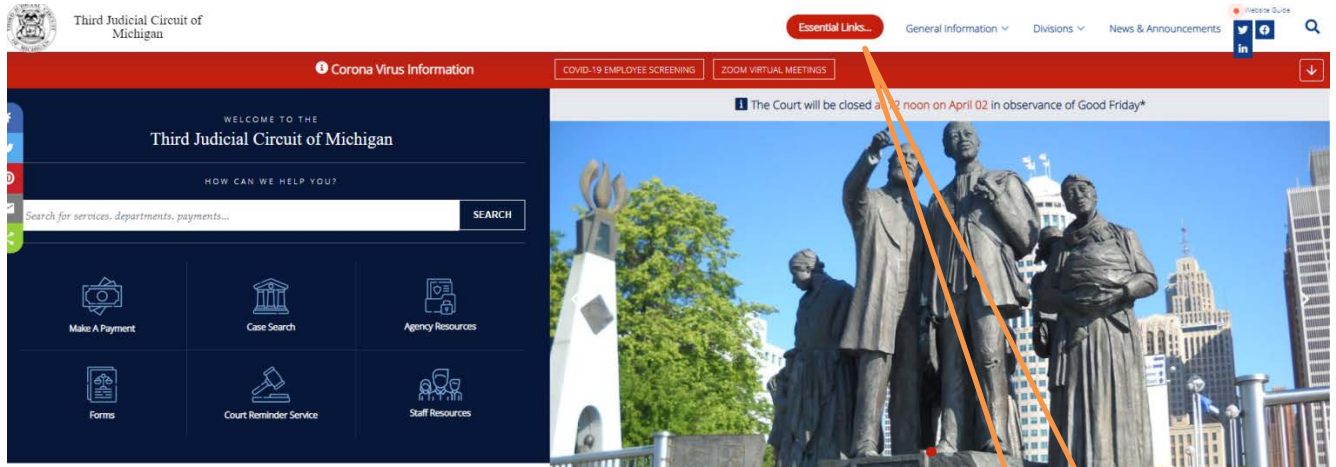 Third Judicial Circuit of
Michigan
Essential Links...
General Information
Divisions
News & Announcements
Website Guide
Corona Virus Information
COVID-19 EMPLOYEE SCREENING
ZOOM VIRTUAL MEETINGS
The Court will be closed noon on April 02 in observance of Good Friday*
WELCOME TO THE
Third Judicial Circuit of Michigan
HOW CAN WE HELP YOU?
Search for services, departments, payments...
SEARCH
Make A Payment
Case Search
Agency Resources
Forms
Court Reminder Service
Staff Resources